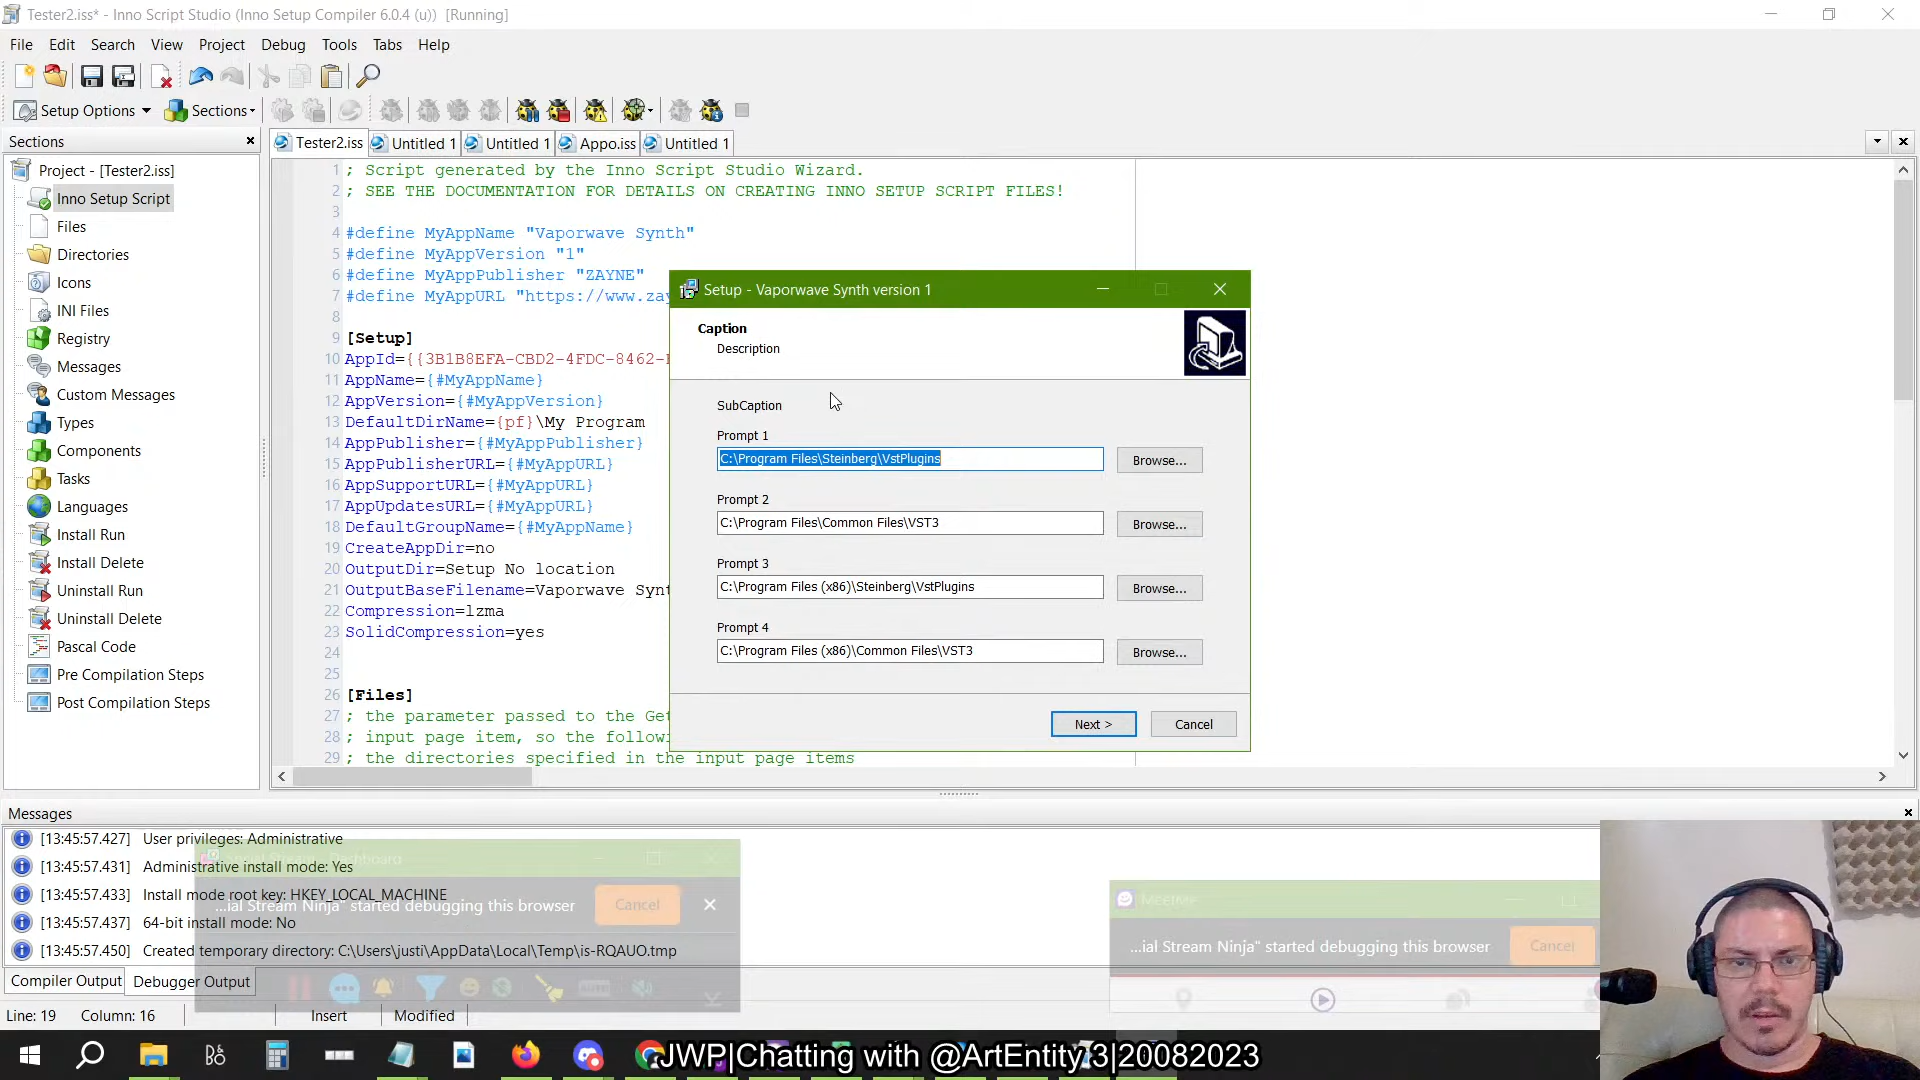 Tester2.iss* - Inno Script Studio (Inno Setup Compiler 6.0.4 (u)) [Running]
File Edit Search View Project Debug Tools Tabs Help
Setup Options Sections
Sections
Tester2.iss Untitled 1 Untitled 1 Appo.iss Untitled 1
Project - [Tester2.iss]
Inno Setup Script
Files
Directories
Icons
INI Files
Registry
Messages
Custom Messages
Types
Components
Tasks
Languages
Install Run
Install Delete
Uninstall Run
Uninstall Delete
Pascal Code
Pre Compilation Steps
Post Compilation Steps
1 ; Script generated by the Inno Script Studio Wizard.
2 ; SEE THE DOCUMENTATION FOR DETAILS ON CREATING INNO SETUP SCRIPT FILES!
3
4 #define MyAppName "Vaporwave Synth"
5 #define MyAppVersion "1"
6 #define MyAppPublisher "ZAYNE"
7 #define MyAppURL "https://www.zay
8
9 [Setup]
10 AppId={{3B1B8EFA-CBD2-4FDC-8462-
11 AppName={#MyAppName}
12 AppVersion={#MyAppVersion}
13 DefaultDirName={pf}\My Program
14 AppPublisher={#MyAppPublisher}
15 AppPublisherURL={#MyAppURL}
16 AppSupportURL={#MyAppURL}
17 AppUpdatesURL={#MyAppURL}
18 DefaultGroupName={#MyAppName}
19 CreateAppDir=no
20 OutputDir=Setup No location
21 OutputBaseFilename=Vaporwave Synt
22 Compression=lzma
23 SolidCompression=yes
24
25
26 [Files]
27 ; the parameter passed to the Get
28 ; input page item, so the followi
29 ; the directories specified in the input page items
Setup - Vaporwave Synth version 1
Caption
Description
SubCaption
Prompt 1
C:\Program Files\Steinberg\VstPlugins Browse...
Prompt 2
C:\Program Files\Common Files\VST3 Browse...
Prompt 3
C:\Program Files (x86)\Steinberg\VstPlugins Browse...
Prompt 4
C:\Program Files (x86)\Common Files\VST3 Browse...
Next > Cancel
Messages
[13:45:57.427] User privileges: Administrative
[13:45:57.431] Administrative install mode: Yes
[13:45:57.433] Install mode root key: HKEY_LOCAL_MACHINE
[13:45:57.437] 64-bit install mode: No
[13:45:57.450] Created temporary directory: C:\Users\justi\AppData\Local\Temp\is-RQAUO.tmp
...ial Stream Ninja" started debugging this browser Cancel
MeetMe
...ial Stream Ninja" started debugging this browser Cancel
Compiler Output Debugger Output
Line: 19 Column: 16 Insert Modified
JWP|Chatting with @ArtEntity 3|20082023